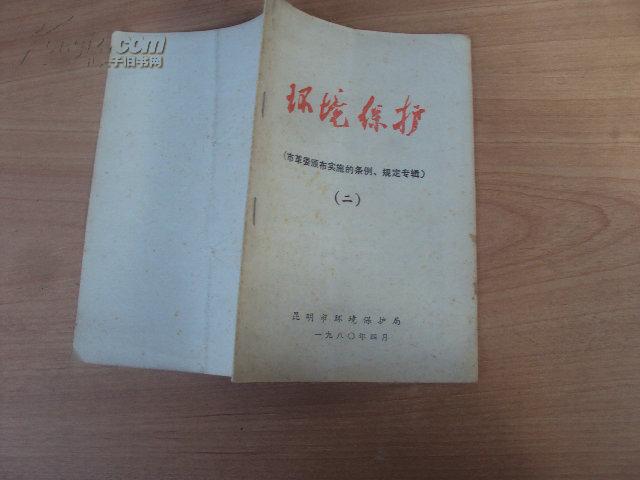 环境保护
（市革委颁布实施的条例、规定专辑）
（二）
昆明市环境保护局
一九八〇年四月